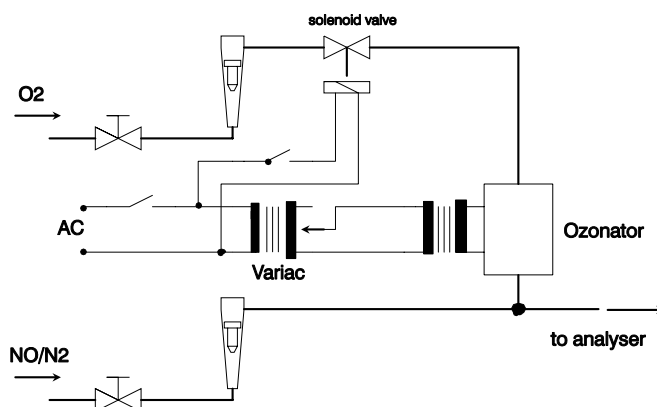 solenoid valve
O2
AC
Variac
Ozonator
NO/N2
to analyser